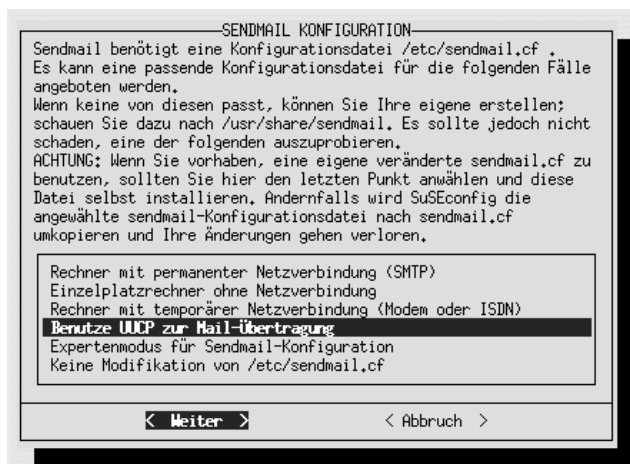 SENDMAIL KONFIGURATION
Sendmail benötigt eine Konfigurationsdatei /etc/sendmail.cf .
Es kann eine passende Konfigurationsdatei für die folgenden Fälle
angeboten werden.
Wenn keine von diesen passt, können Sie Ihre eigene erstellen;
schauen Sie dazu nach /usr/share/sendmail. Es sollte jedoch nicht
schaden, eine der folgenden auszuprobieren.
ACHTUNG: Wenn Sie vorhaben, eine eigene veränderte sendmail.cf zu
benutzen, sollten Sie hier den letzten Punkt anwählen und diese
Datei selbst installieren. Andernfalls wird SuSEconfig die
angewählte sendmail-Konfigurationsdatei nach sendmail.cf
umkopieren und Ihre Änderungen gehen verloren.
Rechner mit permanenter Netzverbindung (SMTP)
Einzelplatzrechner ohne Netzverbindung
Rechner mit temporärer Netzverbindung (Modem oder ISDN)
Benutze UUCP zur Mail-Übertragung
Expertenmodus für Sendmail-Konfiguration
Keine Modifikation von /etc/sendmail.cf
< Weiter > < Abbruch >